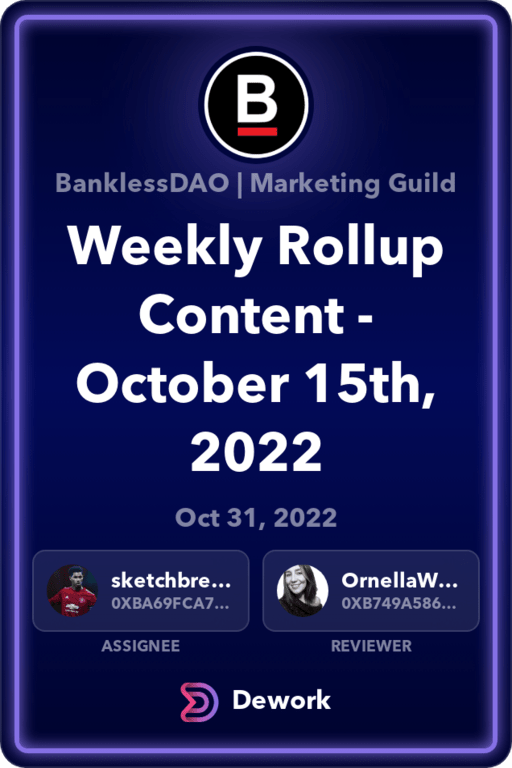 B
BanklessDAO | Marketing Guild
Weekly Rollup
Content -
October 15th,
2022
Oct 31, 2022
sketchbre...
0XBA69FCA7...
ASSIGNEE
OrnellaW...
0XB749A586...
REVIEWER
Dework